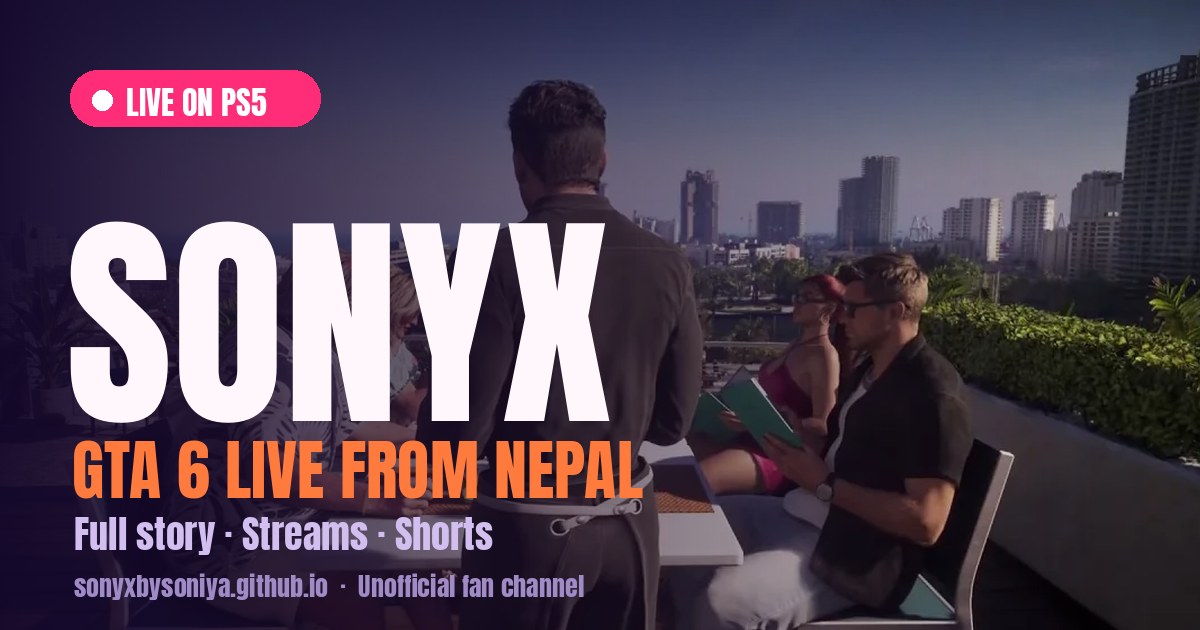 LIVE ON PS5
SONYX
GTA 6 LIVE FROM NEPAL
Full story · Streams · Shorts
sonyxbysoniya.github.io · Unofficial fan channel